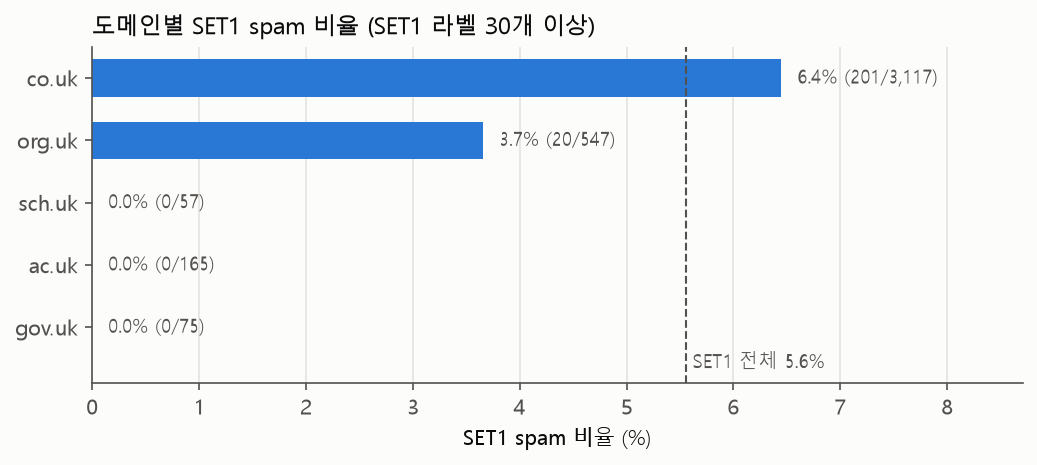 도메인별 SET1 spam 비율 (SET1 라벨 30개 이상)
co.uk 6.4% (201/3,117)
org.uk 3.7% (20/547)
sch.uk 0.0% (0/57)
ac.uk 0.0% (0/165)
gov.uk 0.0% (0/75)
SET1 전체 5.6%
0 1 2 3 4 5 6 7 8
SET1 spam 비율 (%)